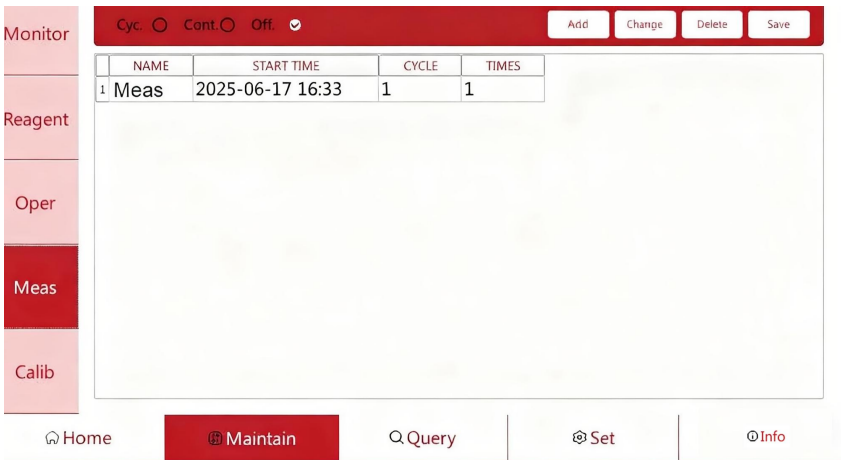 Monitor
Reagent
Oper
Meas
Calib
Cyc. Cont. Off.
Add Change Delete Save
NAME START TIME CYCLE TIMES
1 Meas 2025-06-17 16:33 1 1
Home Maintain Query Set Info